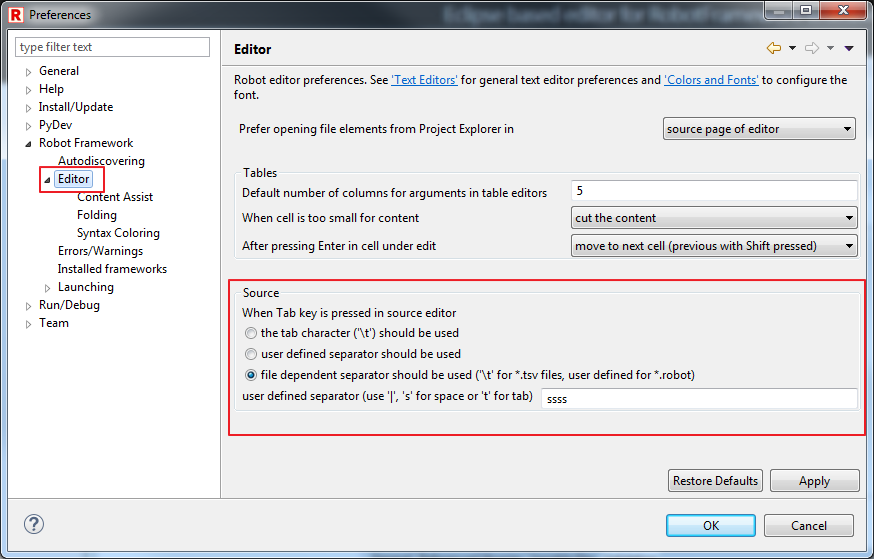 Eclipse based editor for RobotFramew
R Preferences
type filter text
General
Help
Install/Update
PyDev
Robot Framework
Autodiscovering
Editor
Content Assist
Folding
Syntax Coloring
Errors/Warnings
Installed frameworks
Launching
Run/Debug
Team
Editor
Robot editor preferences. See 'Text Editors' for general text editor preferences and 'Colors and Fonts' to configure the
font.
Prefer opening file elements from Project Explorer in source page of editor
Tables
Default number of columns for arguments in table editors 5
When cell is too small for content cut the content
After pressing Enter in cell under edit move to next cell (previous with Shift pressed)
Source
When Tab key is pressed in source editor
the tab character ('\t') should be used
user defined separator should be used
file dependent separator should be used ('\t' for *.tsv files, user defined for *.robot)
user defined separator (use '|', 's' for space or 't' for tab) ssss
Restore Defaults Apply
? OK Cancel